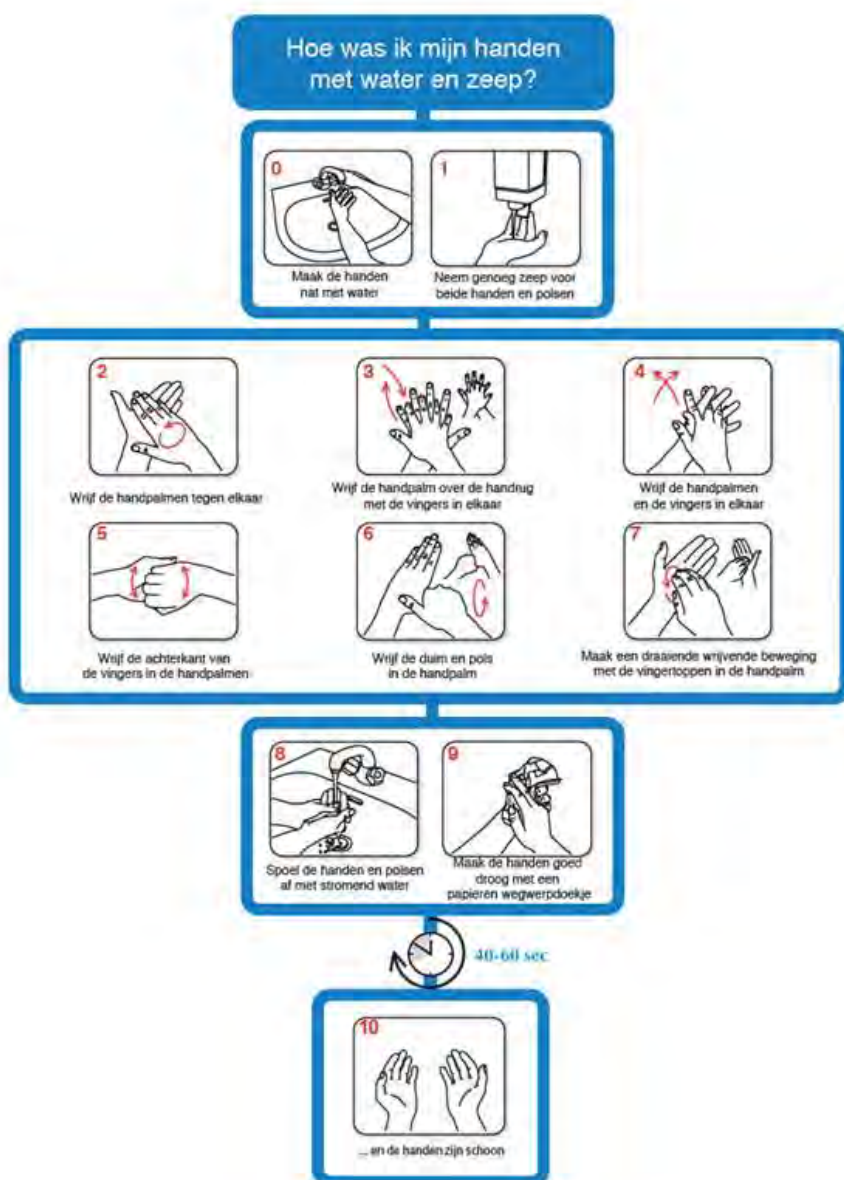 Hoe was ik mijn handen
met water en zeep?
0
1
Maak de handen
nat met water
Neem genoeg zeep voor
beide handen en polsen
2
3
4
Wrijf de handpalmen tegen elkaar
Wrijf de handpalm over de handrug
met de vingers in elkaar
Wrijf de handpalmen
en de vingers in elkaar
5
6
7
Wrijf de achterkant van
de vingers in de handpalmen
Wrijf de duim en pols
in de handpalm
Maak een draaiende wrijvende beweging
met de vingertoppen in de handpalm
8
9
Spoel de handen en polsen
af met stromend water
Maak de handen goed
droog met een
papieren wegwerpdoekje
40-60 sec
10
... en de handen zijn schoon